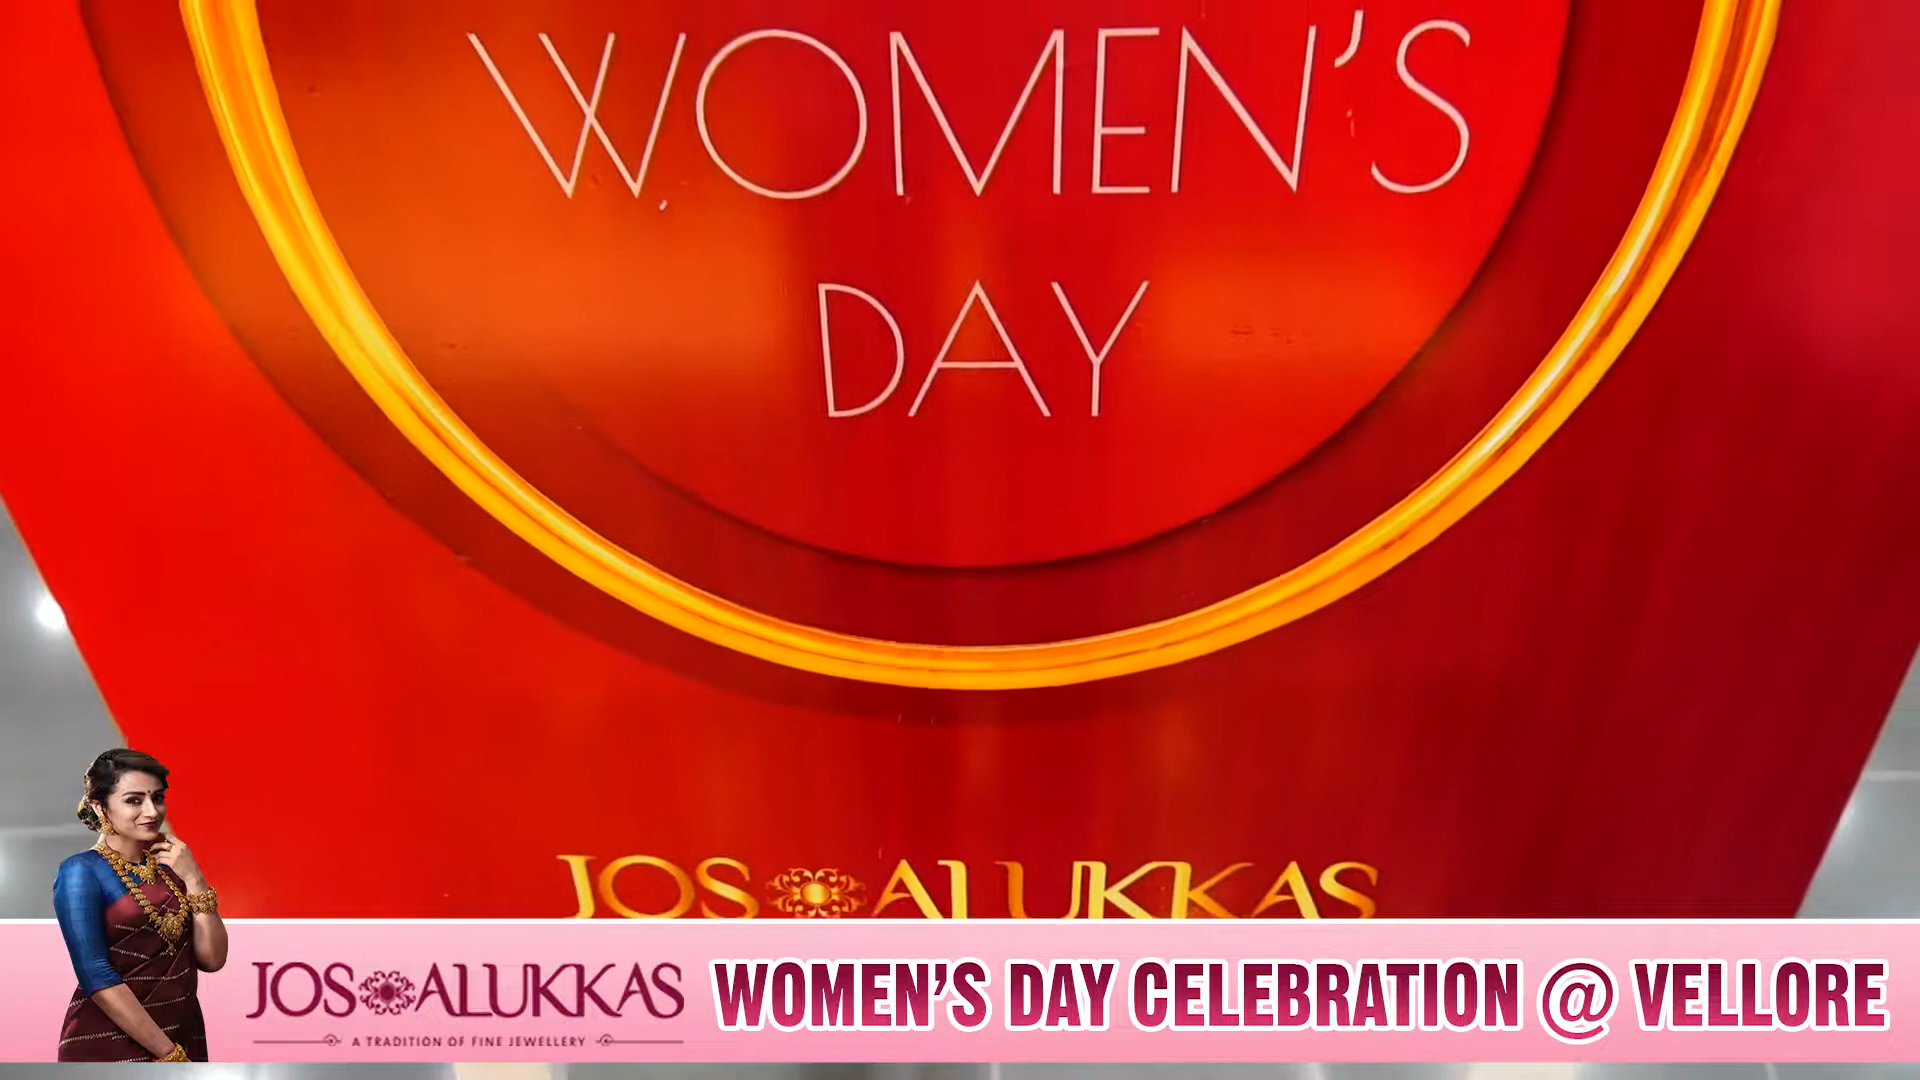 WOMEN'S
DAY
JOS ALUKKAS
JOS ALUKKAS
A TRADITION OF FINE JEWELLERY
WOMEN'S DAY CELEBRATION @ VELLORE